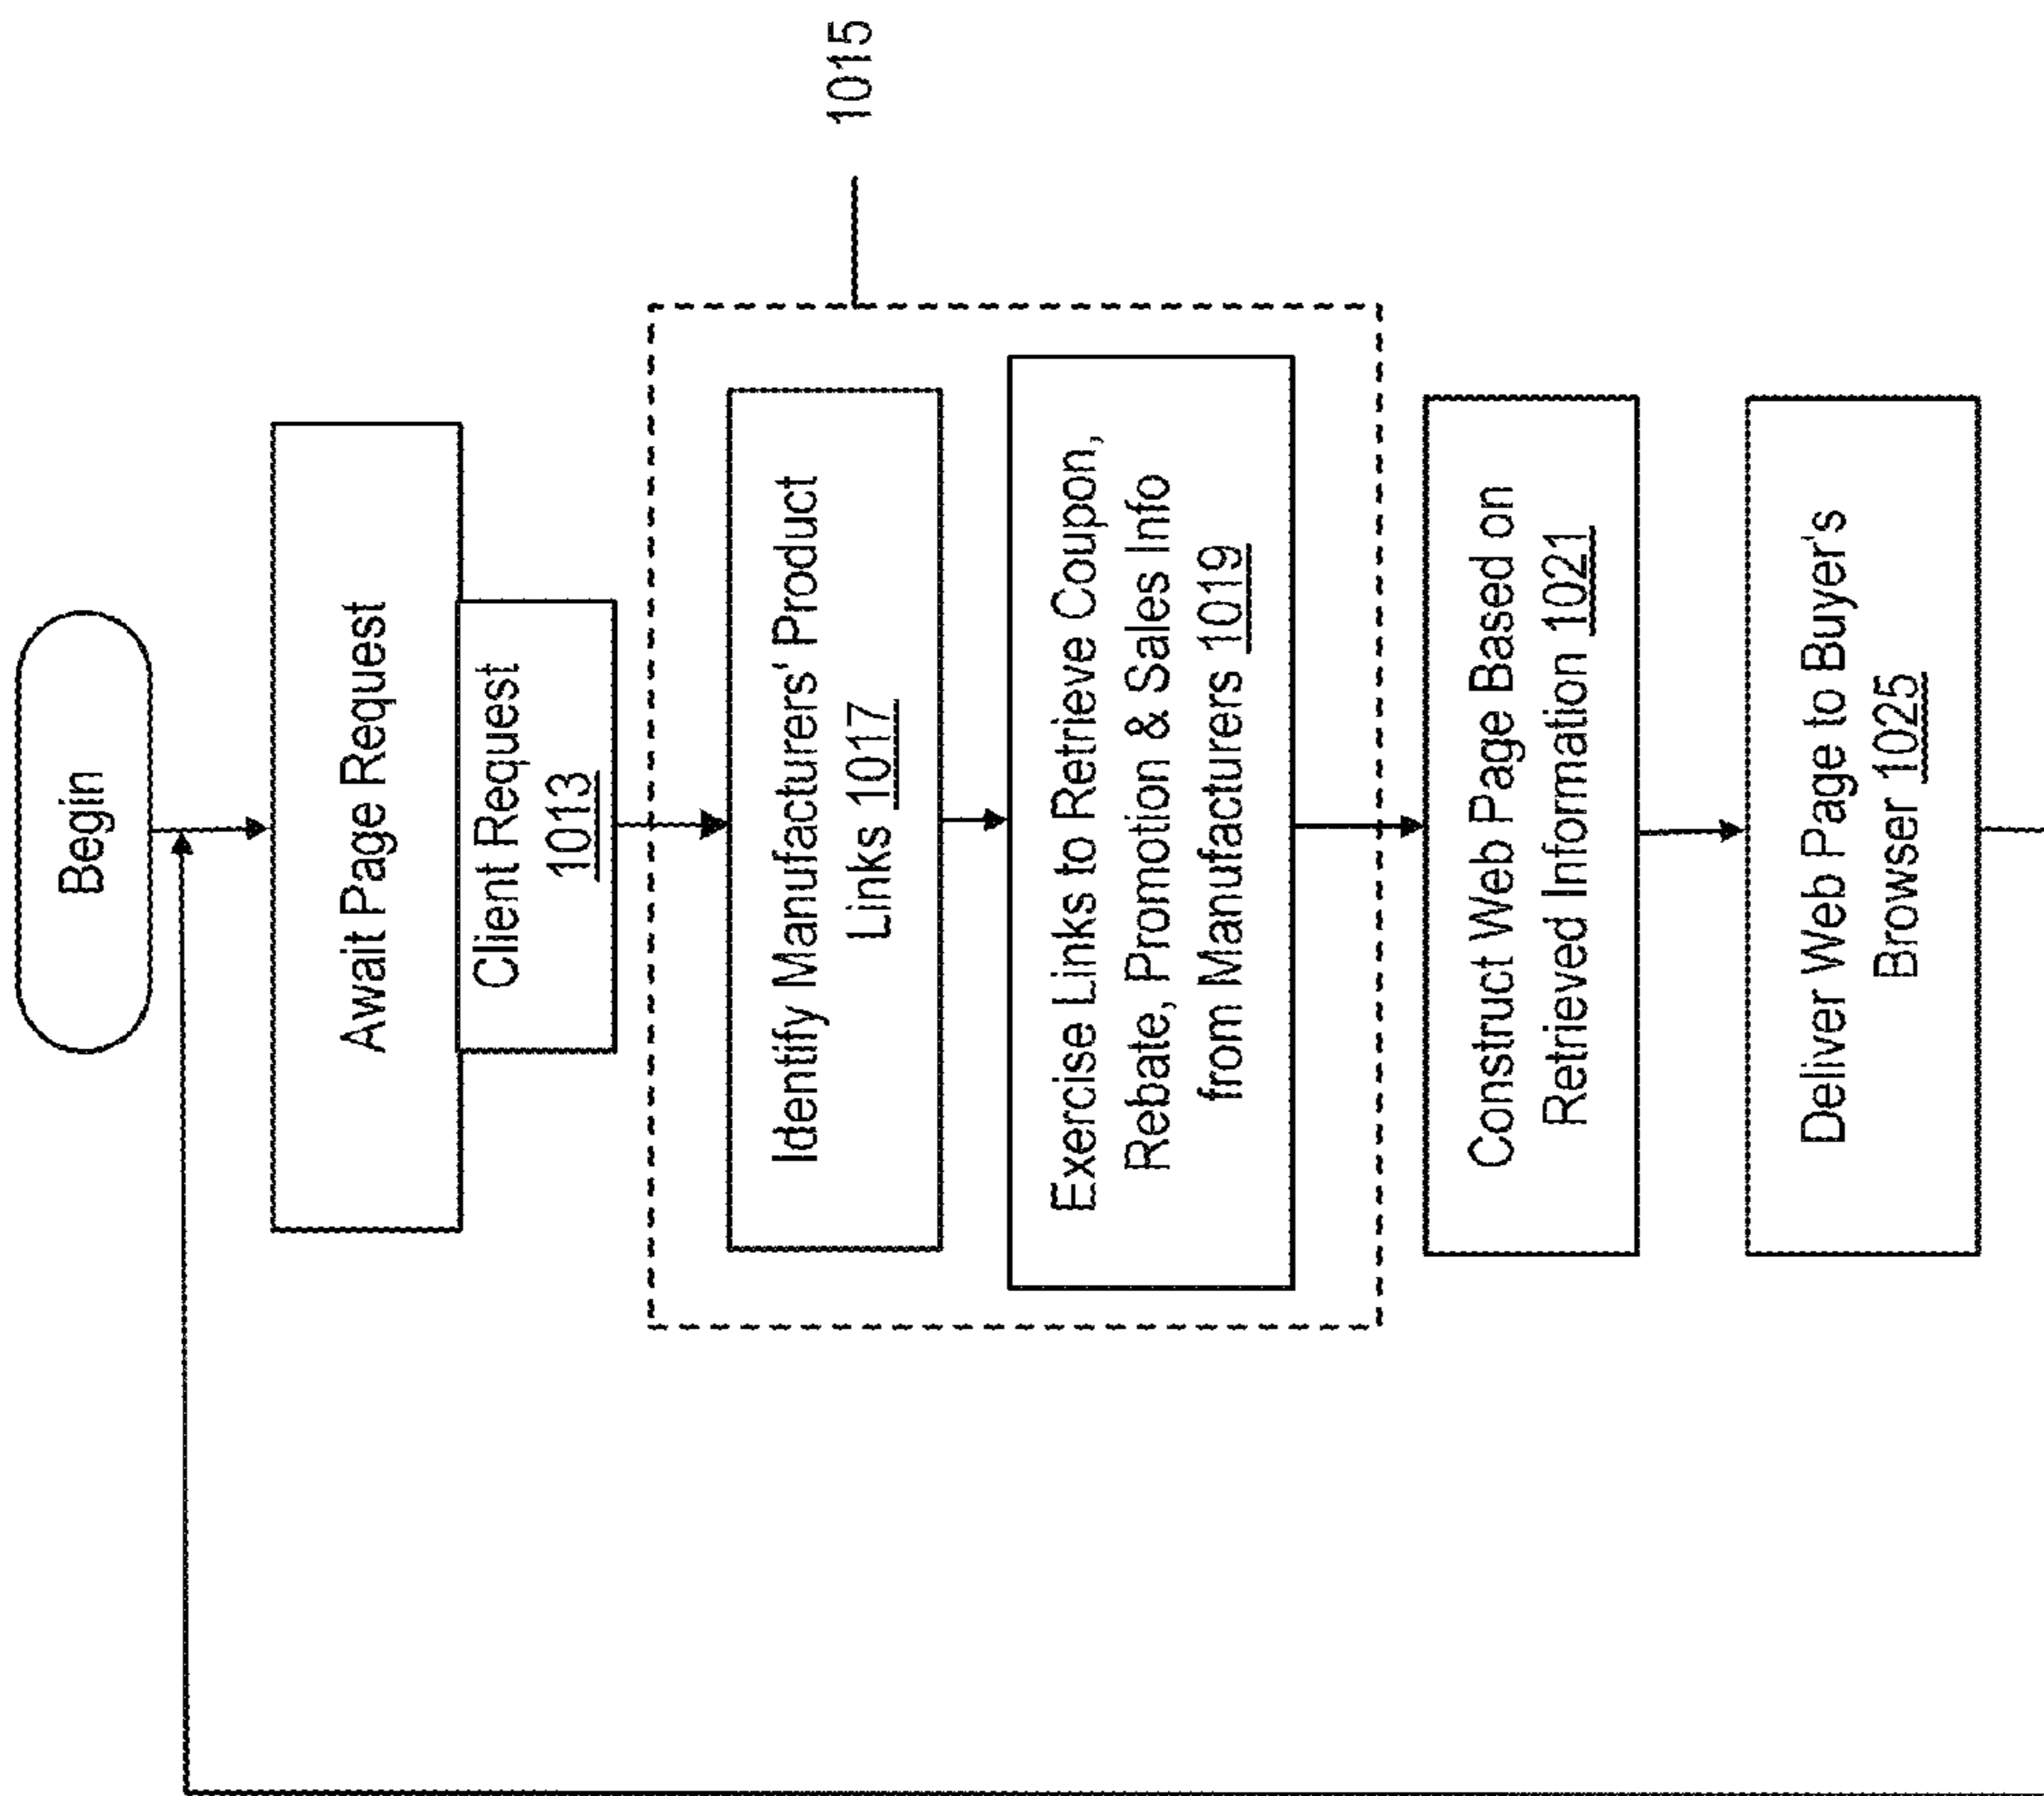 Begin
Await Page Request
Client Request
1013
1015
Identify Manufacturers' Product
Links 1017
Exercise Links to Retrieve Coupon,
Rebate, Promotion & Sales Info
from Manufacturers 1019
Construct Web Page Based on
Retrieved Information 1021
Deliver Web Page to Buyer's
Browser 1025